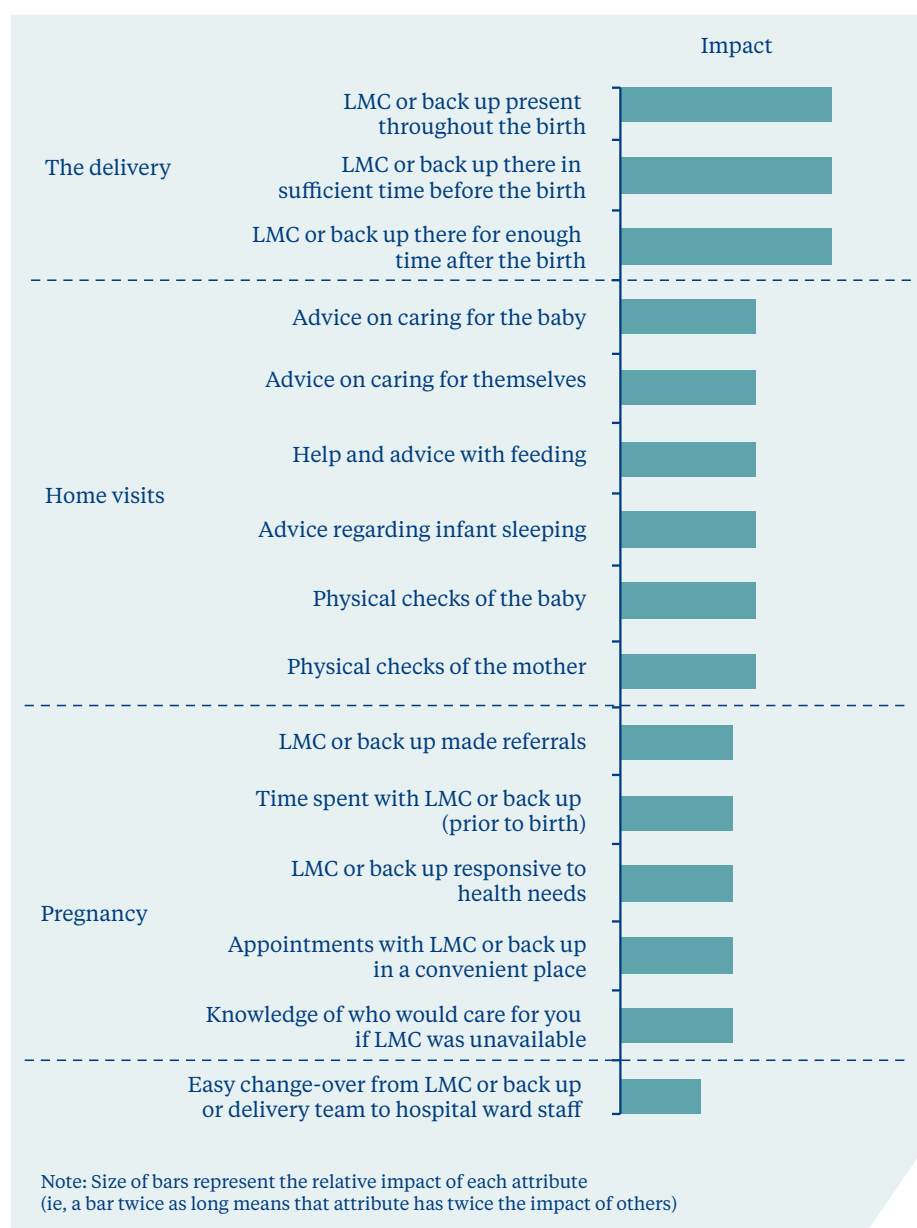 Impact
The delivery
LMC or back up present
throughout the birth
LMC or back up there in
sufficient time before the birth
LMC or back up there for enough
time after the birth
Home visits
Advice on caring for the baby
Advice on caring for themselves
Help and advice with feeding
Advice regarding infant sleeping
Physical checks of the baby
Physical checks of the mother
Pregnancy
LMC or back up made referrals
Time spent with LMC or back up
(prior to birth)
LMC or back up responsive to
health needs
Appointments with LMC or back up
in a convenient place
Knowledge of who would care for you
if LMC was unavailable
Easy change-over from LMC or back up
or delivery team to hospital ward staff
Note: Size of bars represent the relative impact of each attribute
(ie, a bar twice as long means that attribute has twice the impact of others)